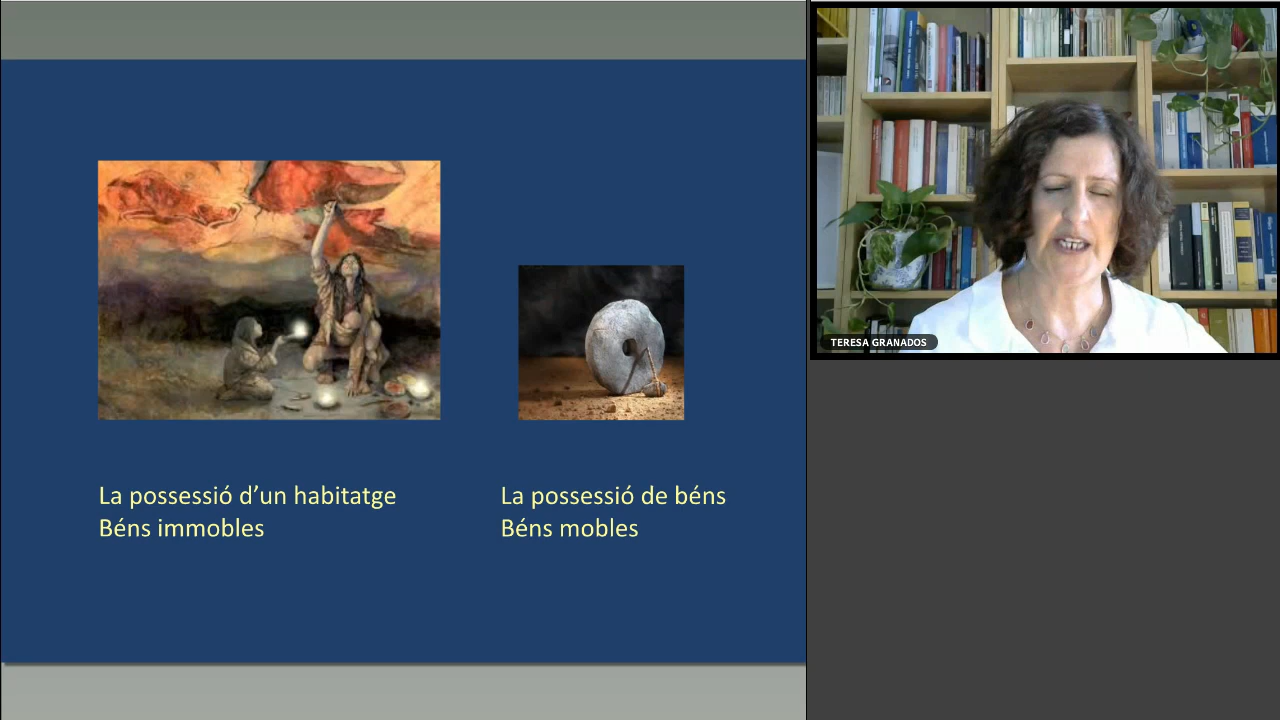 La possessió d’un habitatge
Béns immobles
La possessió de béns
Béns mobles
TERESA GRANADOS